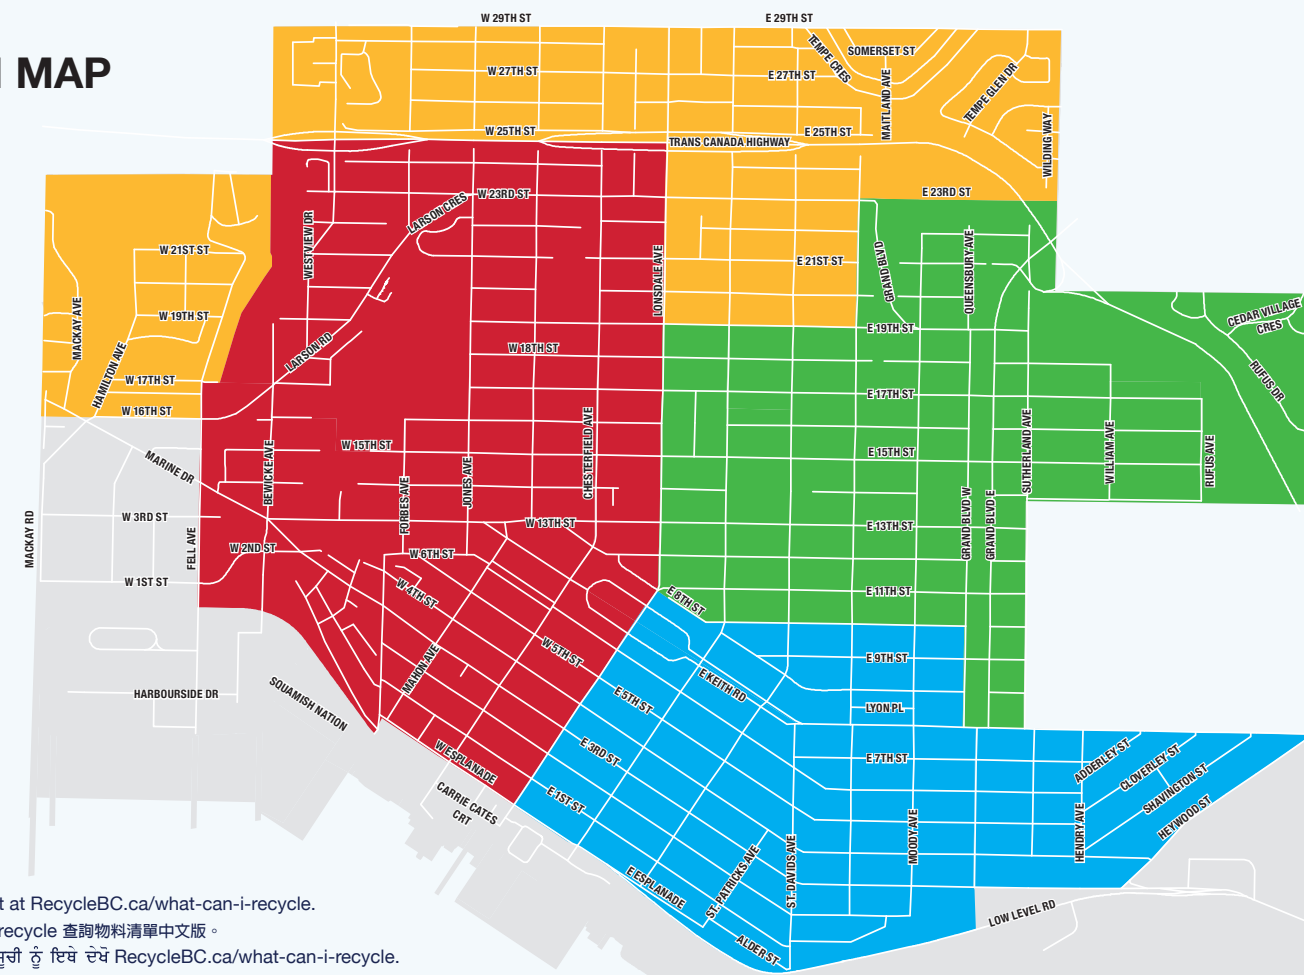 MAP
W 29TH ST
E 29TH ST
TEMPE CRES
SOMERSET ST
W 27TH ST
E 27TH ST
MAITLAND AVE
TEMPE GLEN DR
W 25TH ST
E 25TH ST
TRANS CANADA HIGHWAY
WILDING WAY
E 23RD ST
W 23RD ST
LARSON CRES
WESTVIEW DR
W 21ST ST
LONSDALE AVE
E 21ST ST
GRAND BLVD
QUEENSBURY AVE
MACKAY AVE
W 19TH ST
E 19TH ST
CEDAR VILLAGE
CRES
HAMILTON AVE
LARSON RD
W 18TH ST
RUFUS DR
W 17TH ST
E 17TH ST
W 16TH ST
CHESTERFIELD AVE
SUTHERLAND AVE
WILLIAM AVE
RUFUS AVE
W 15TH ST
E 15TH ST
MARINE DR
BEWICKE AVE
FORBES AVE
JONES AVE
MACKAY RD
W 3RD ST
FELL AVE
W 13TH ST
E 13TH ST
GRAND BLVD W
GRAND BLVD E
W 2ND ST
W 6TH ST
W 1ST ST
W 4TH ST
E 8TH ST
E 11TH ST
W 5TH ST
E 9TH ST
MAHON AVE
E KEITH RD
HARBOURSIDE DR
SQUAMISH NATION
E 5TH ST
LYON PL
W ESPLANADE
E 3RD ST
E 7TH ST
ADDERLEY ST
CLOVERLEY ST
SHAVINGTON ST
HEYWOOD ST
CARRIE CATES
CRT
E 1ST ST
MOODY AVE
HENDRY AVE
ST. DAVIDS AVE
ST. PATRICKS AVE
E ESPLANADE
ALDER ST
LOW LEVEL RD
at RecycleBC.ca/what-can-i-recycle.
recycle 查詢物料清單中文版。
ਸੂਚੀ ਨੂੰ ਇਥੇ ਦੇਖੋ RecycleBC.ca/what-can-i-recycle.